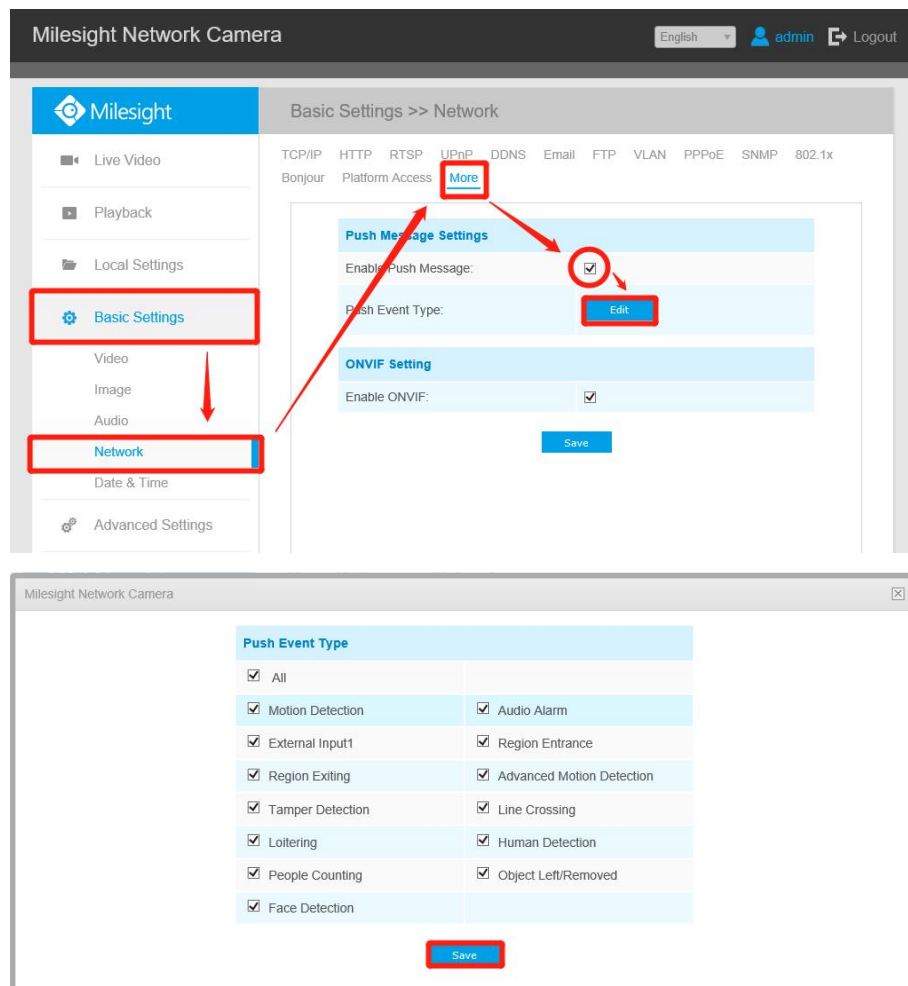 Milesight Network Camera
English
admin
Logout
Milesight
Basic Settings >> Network
Live Video
Playback
Local Settings
Basic Settings
Video
Image
Audio
Network
Date & Time
Advanced Settings
TCP/IP HTTP RTSP UPnP DDNS Email FTP VLAN PPPoE SNMP 802.1x
Bonjour Platform Access More
Push Message Settings
Enable Push Message:
Push Event Type: Edit
ONVIF Setting
Enable ONVIF:
Save
Milesight Network Camera
Push Event Type
All
Motion Detection Audio Alarm
External Input1 Region Entrance
Region Exiting Advanced Motion Detection
Tamper Detection Line Crossing
Loitering Human Detection
People Counting Object Left/Removed
Face Detection
Save